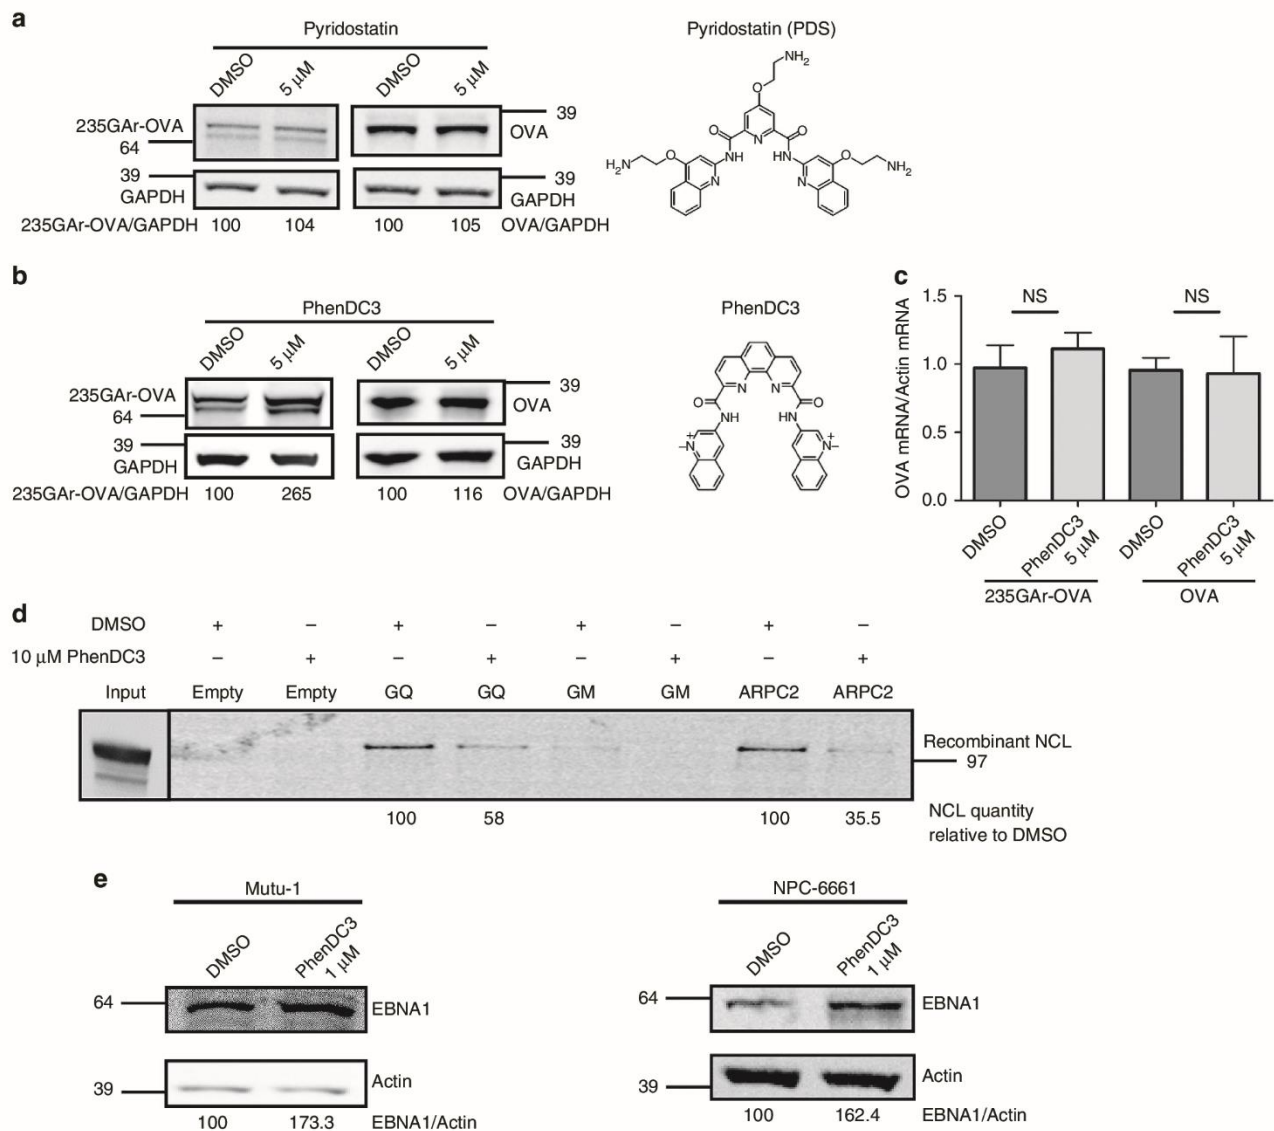 a
Pyridostatin
DMSO
5 µM
DMSO
5 µM
235GAr-OVA
64
39
OVA
39
GAPDH
39
GAPDH
235GAr-OVA/GAPDH 100 104 100 105 OVA/GAPDH
Pyridostatin (PDS)
NH2
O
O
N
O
H2N
O
NH
HN
O
NH2
N
N
b
PhenDC3
DMSO
5 µM
DMSO
5 µM
235GAr-OVA
64
39
OVA
39
GAPDH
39
GAPDH
235GAr-OVA/GAPDH 100 265 100 116 OVA/GAPDH
PhenDC3
N N
O O
NH HN
N+ N+
c
OVA mRNA/Actin mRNA
1.5
1.0
0.5
0.0
NS
NS
DMSO
PhenDC3
5 µM
DMSO
PhenDC3
5 µM
235GAr-OVA
OVA
d
DMSO + – + – + – + –
10 µM PhenDC3 – + – + – + – +
Input Empty Empty GQ GQ GM GM ARPC2 ARPC2
Recombinant NCL
97
100 58 100 35.5 NCL quantity
relative to DMSO
e
Mutu-1
DMSO
PhenDC3
1 µM
64
EBNA1
39
Actin
100 173.3 EBNA1/Actin
NPC-6661
DMSO
PhenDC3
1 µM
64
EBNA1
39
Actin
100 162.4 EBNA1/Actin